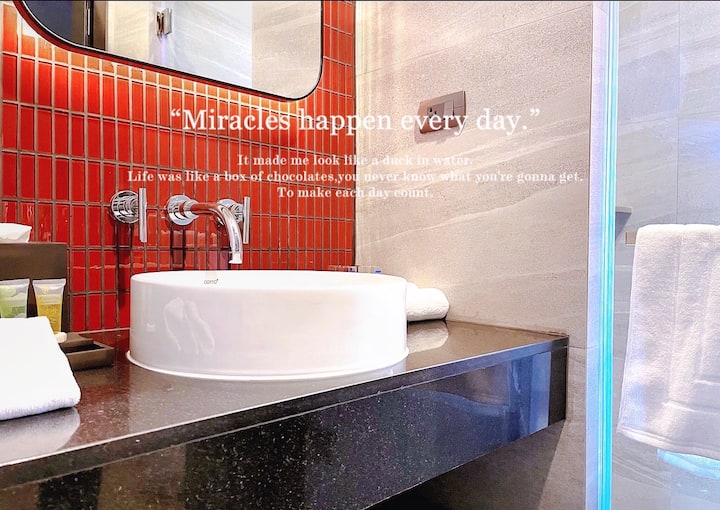 “Miracles happen every day.”
It made me look like a duck in water.
Life was like a box of chocolates,you never know what you're gonna get.
To make each day count.